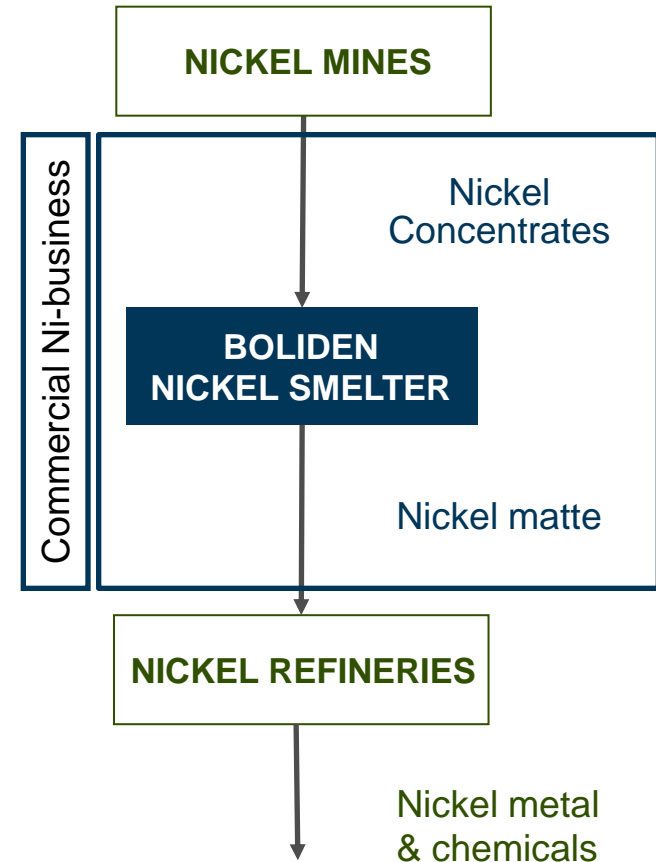 NICKEL MINES
Commercial Ni-business
Nickel
Concentrates
BOLIDEN
NICKEL SMELTER
Nickel matte
NICKEL REFINERIES
Nickel metal
& chemicals